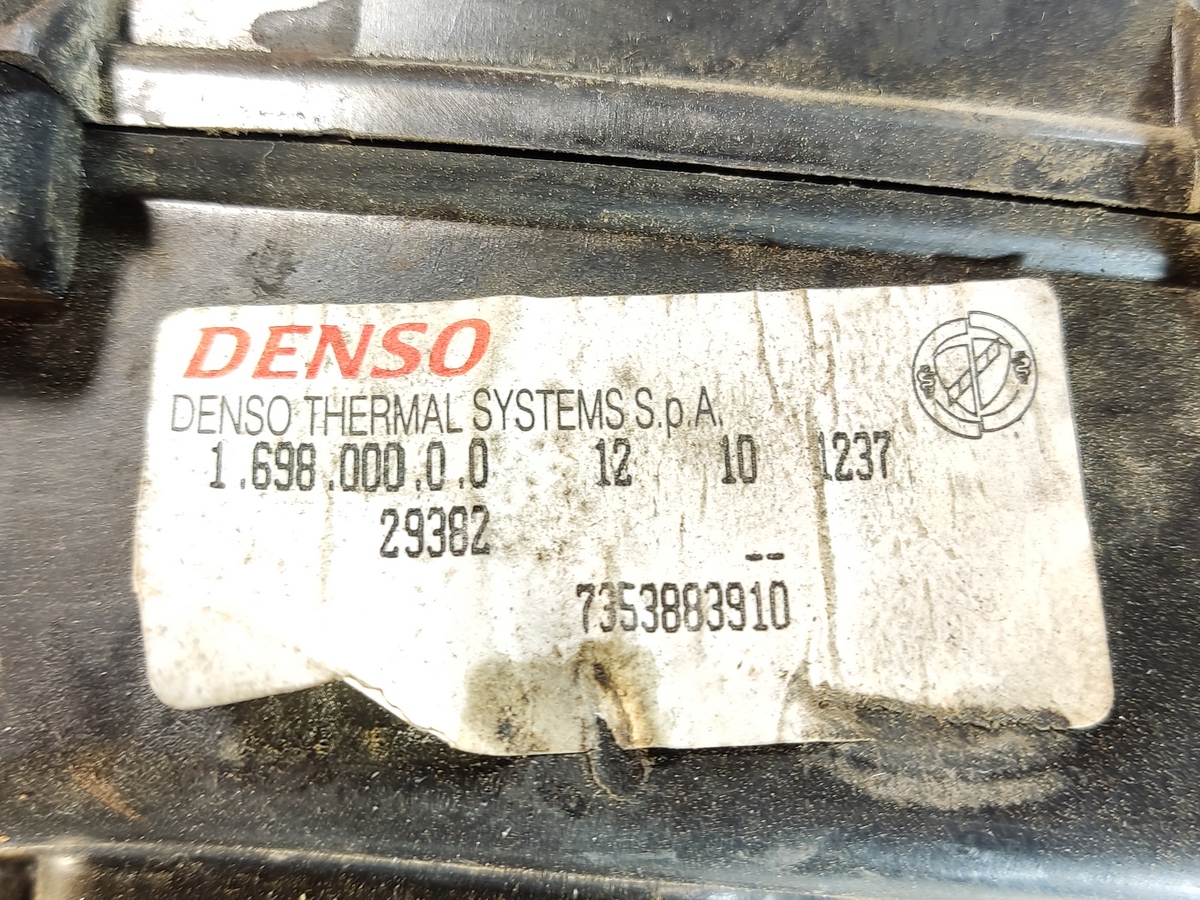 DENSO
DENSO THERMAL SYSTEMS S.p.A.
1.698.000.0.0 12 10 1237
29382
--
7353883910